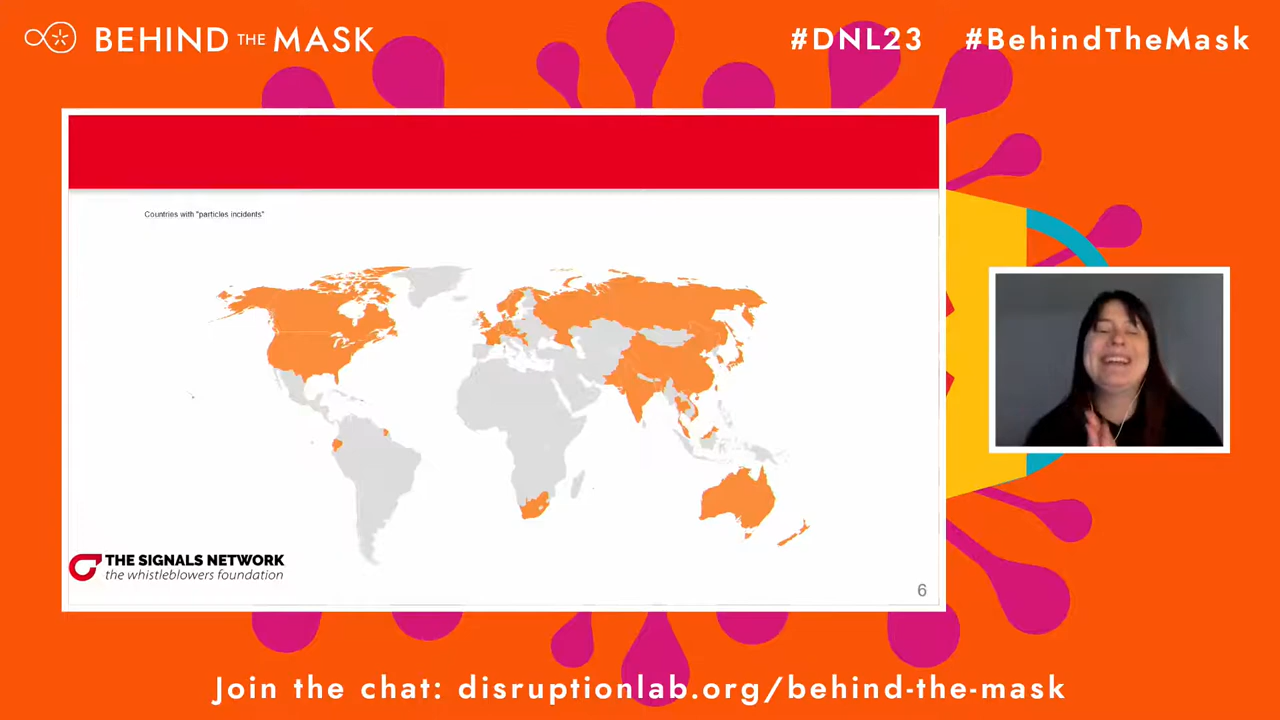 BEHIND THE MASK
#DNL23 #BehindTheMask
Countries with "particles incidents"
THE SIGNALS NETWORK
the whistleblowers foundation
6
Join the chat: disruptionlab.org/behind-the-mask